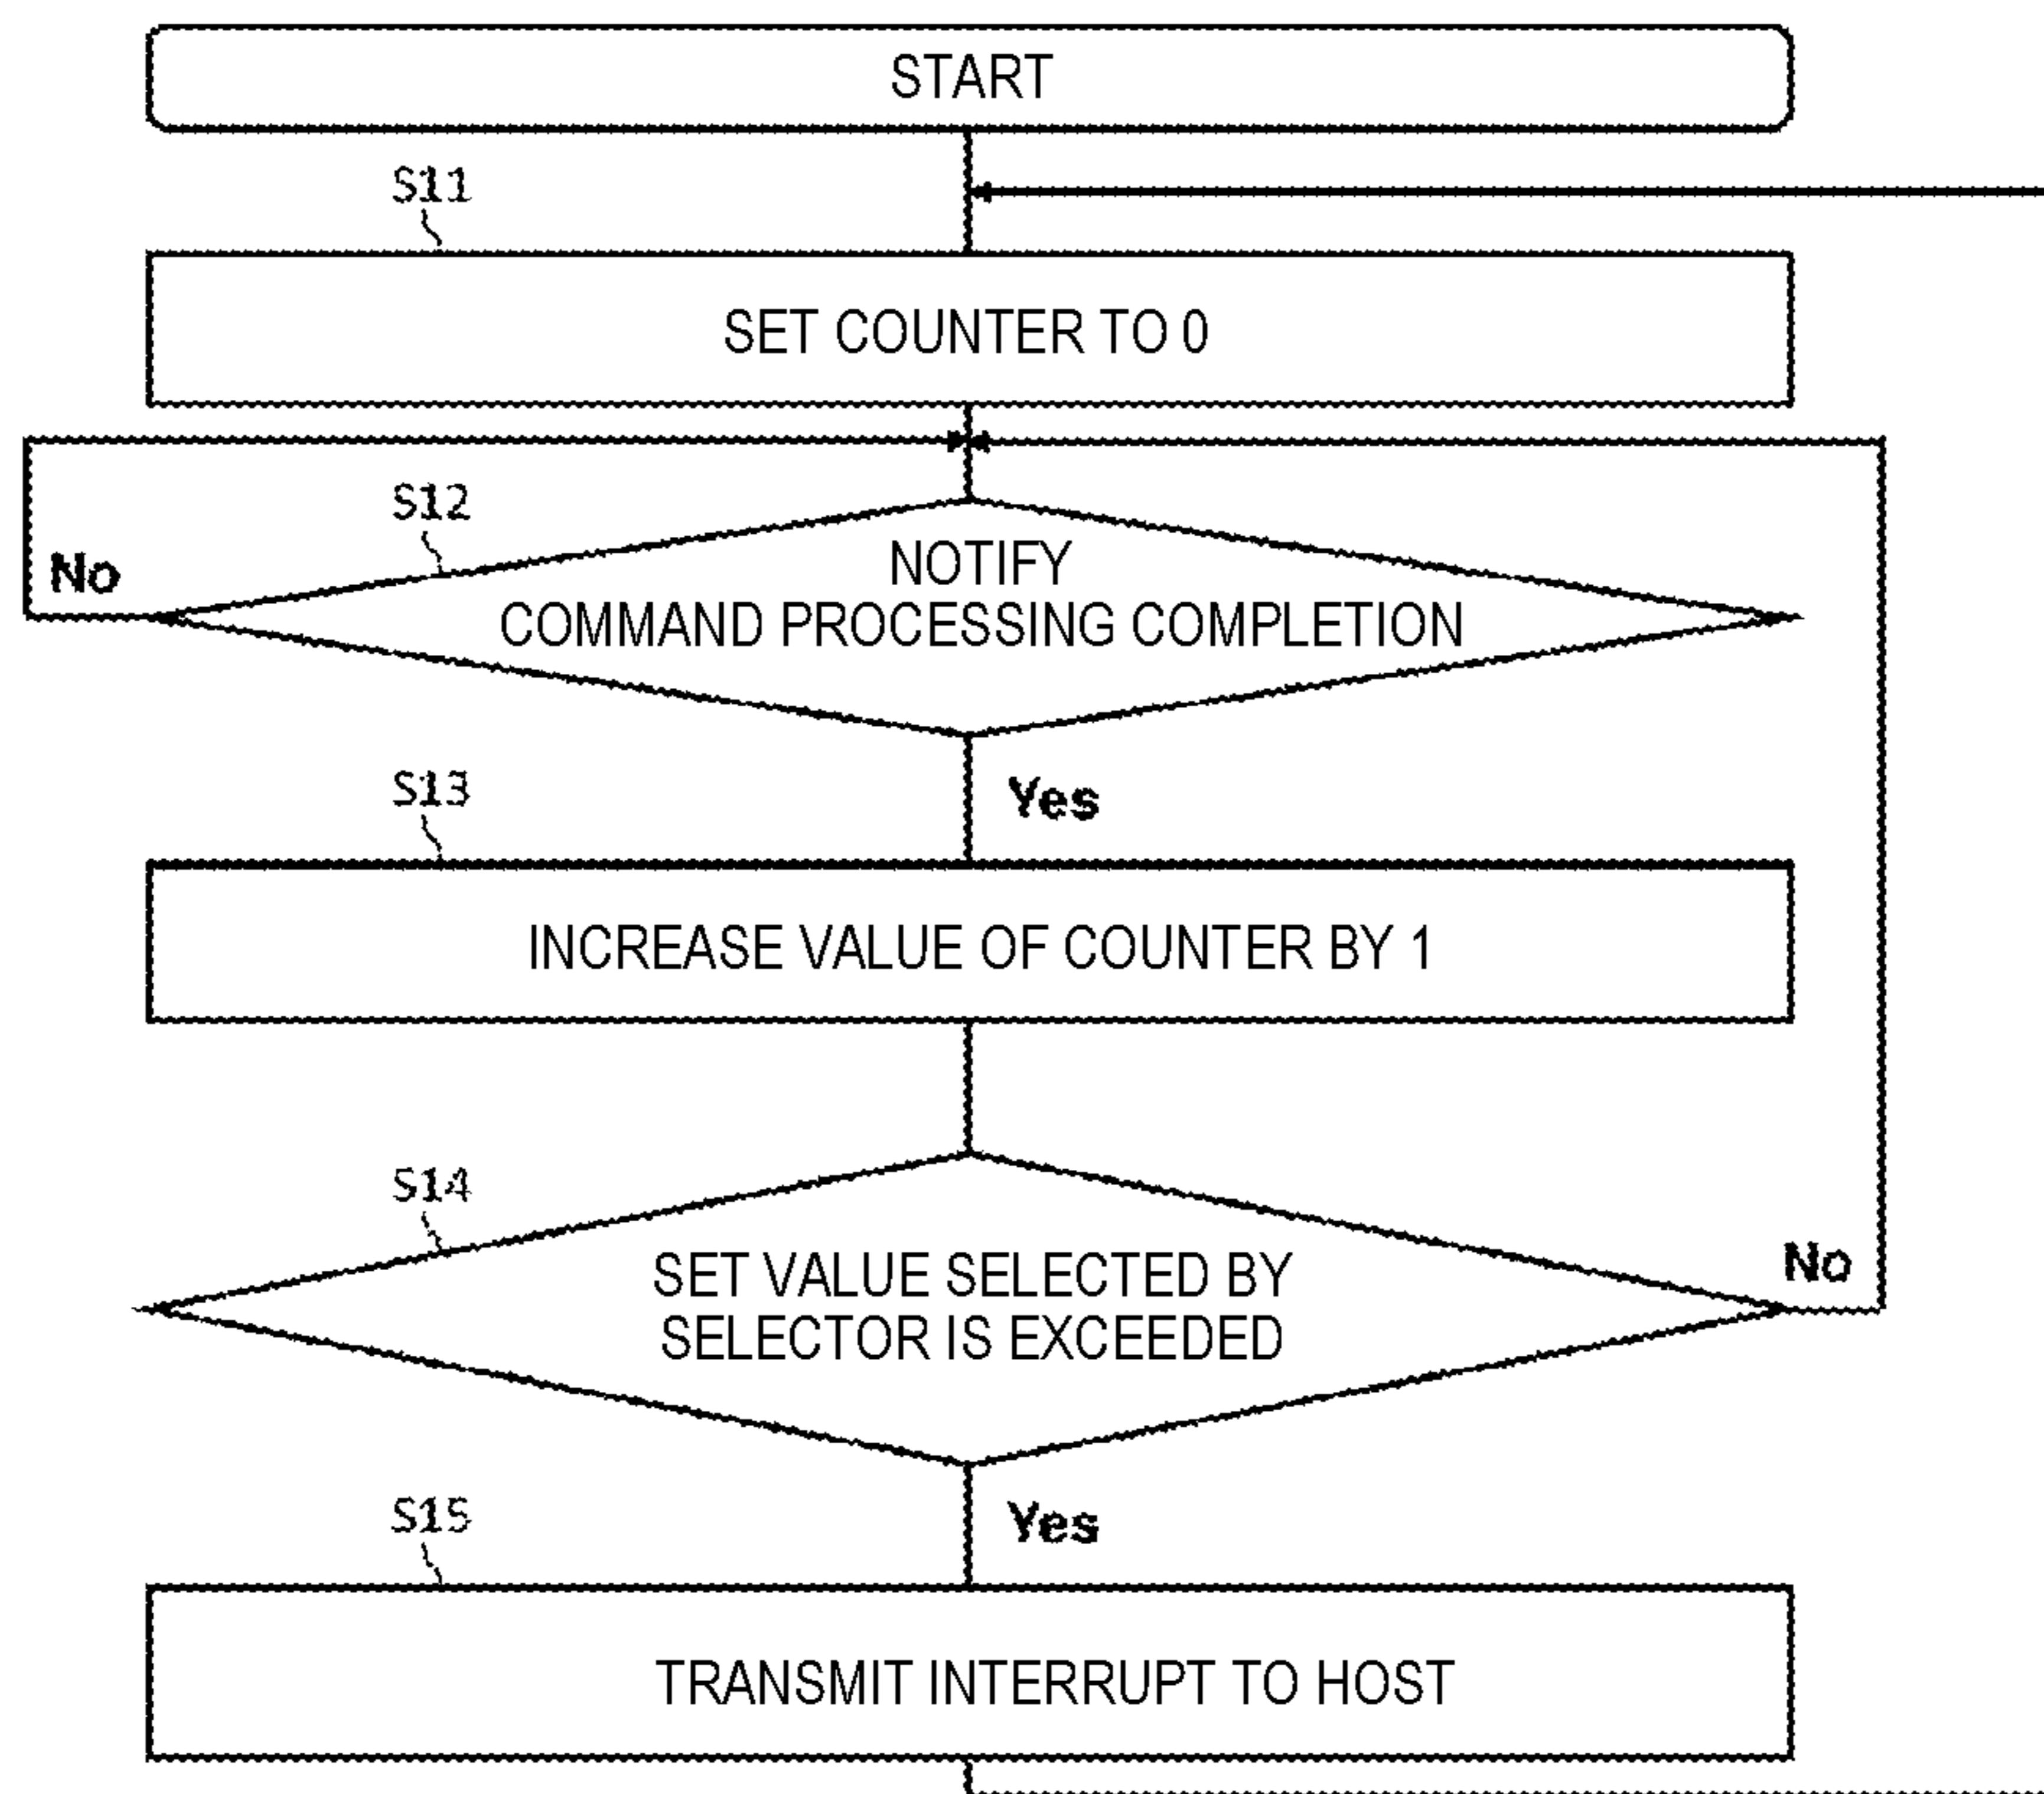 START
S11
SET COUNTER TO 0
S12
No
NOTIFY
COMMAND PROCESSING COMPLETION
S13
Yes
INCREASE VALUE OF COUNTER BY 1
S14
SET VALUE SELECTED BY
SELECTOR IS EXCEEDED
No
S15
Yes
TRANSMIT INTERRUPT TO HOST